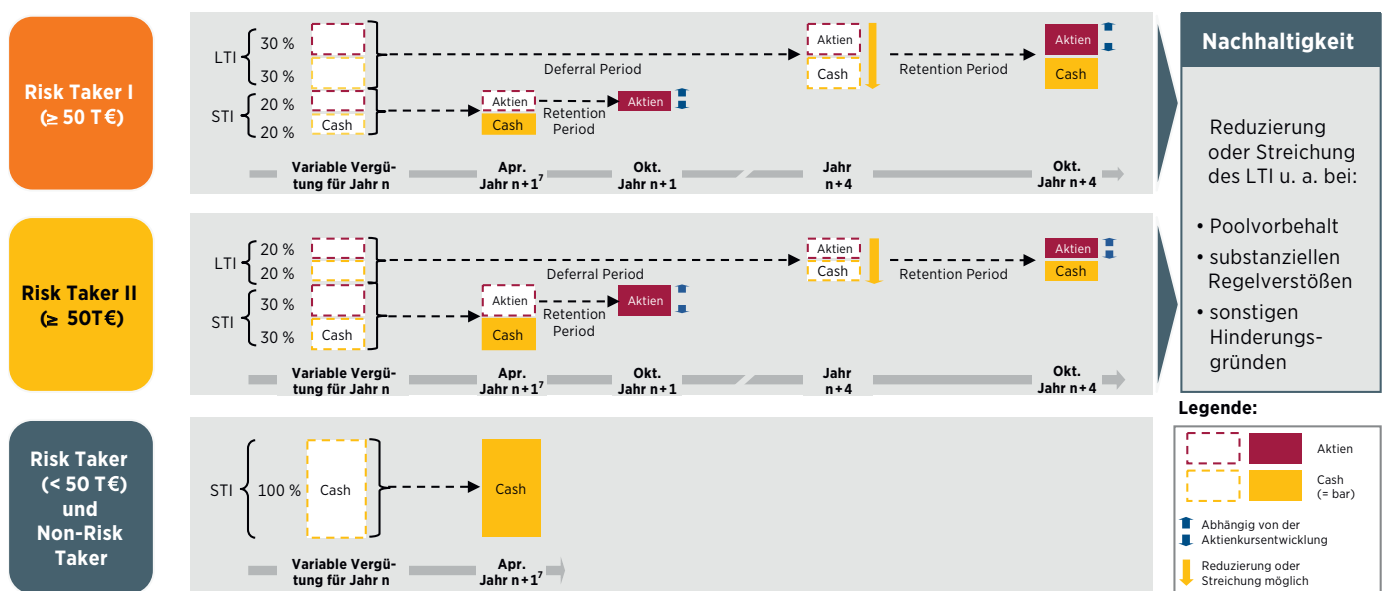 Risk Taker I
(≥ 50 T€)
LTI
30 %
30 %
STI
20 %
20 %
Cash
Deferral Period
Aktien
Cash
Retention
Period
Aktien
Aktien
Cash
Retention Period
Aktien
Cash
Variable Vergü-
tung für Jahr n
Apr.
Jahr n+1⁷
Okt.
Jahr n+1
Jahr
n+4
Okt.
Jahr n+4
Risk Taker II
(≥ 50T€)
LTI
20 %
20 %
STI
30 %
30 %
Cash
Deferral Period
Aktien
Cash
Retention
Period
Aktien
Aktien
Cash
Retention Period
Aktien
Cash
Variable Vergü-
tung für Jahr n
Apr.
Jahr n+1⁷
Okt.
Jahr n+1
Jahr
n+4
Okt.
Jahr n+4
Risk Taker
(< 50 T€)
und
Non-Risk
Taker
STI
100 %
Cash
Cash
Variable Vergü-
tung für Jahr n
Apr.
Jahr n+1⁷
Nachhaltigkeit
Reduzierung
oder Streichung
des LTI u. a. bei:
• Poolvorbehalt
• substanziellen
Regelverstößen
• sonstigen
Hinderungs-
gründen
Legende:
Aktien
Cash
(= bar)
Abhängig von der
Aktienkursentwicklung
Reduzierung oder
Streichung möglich